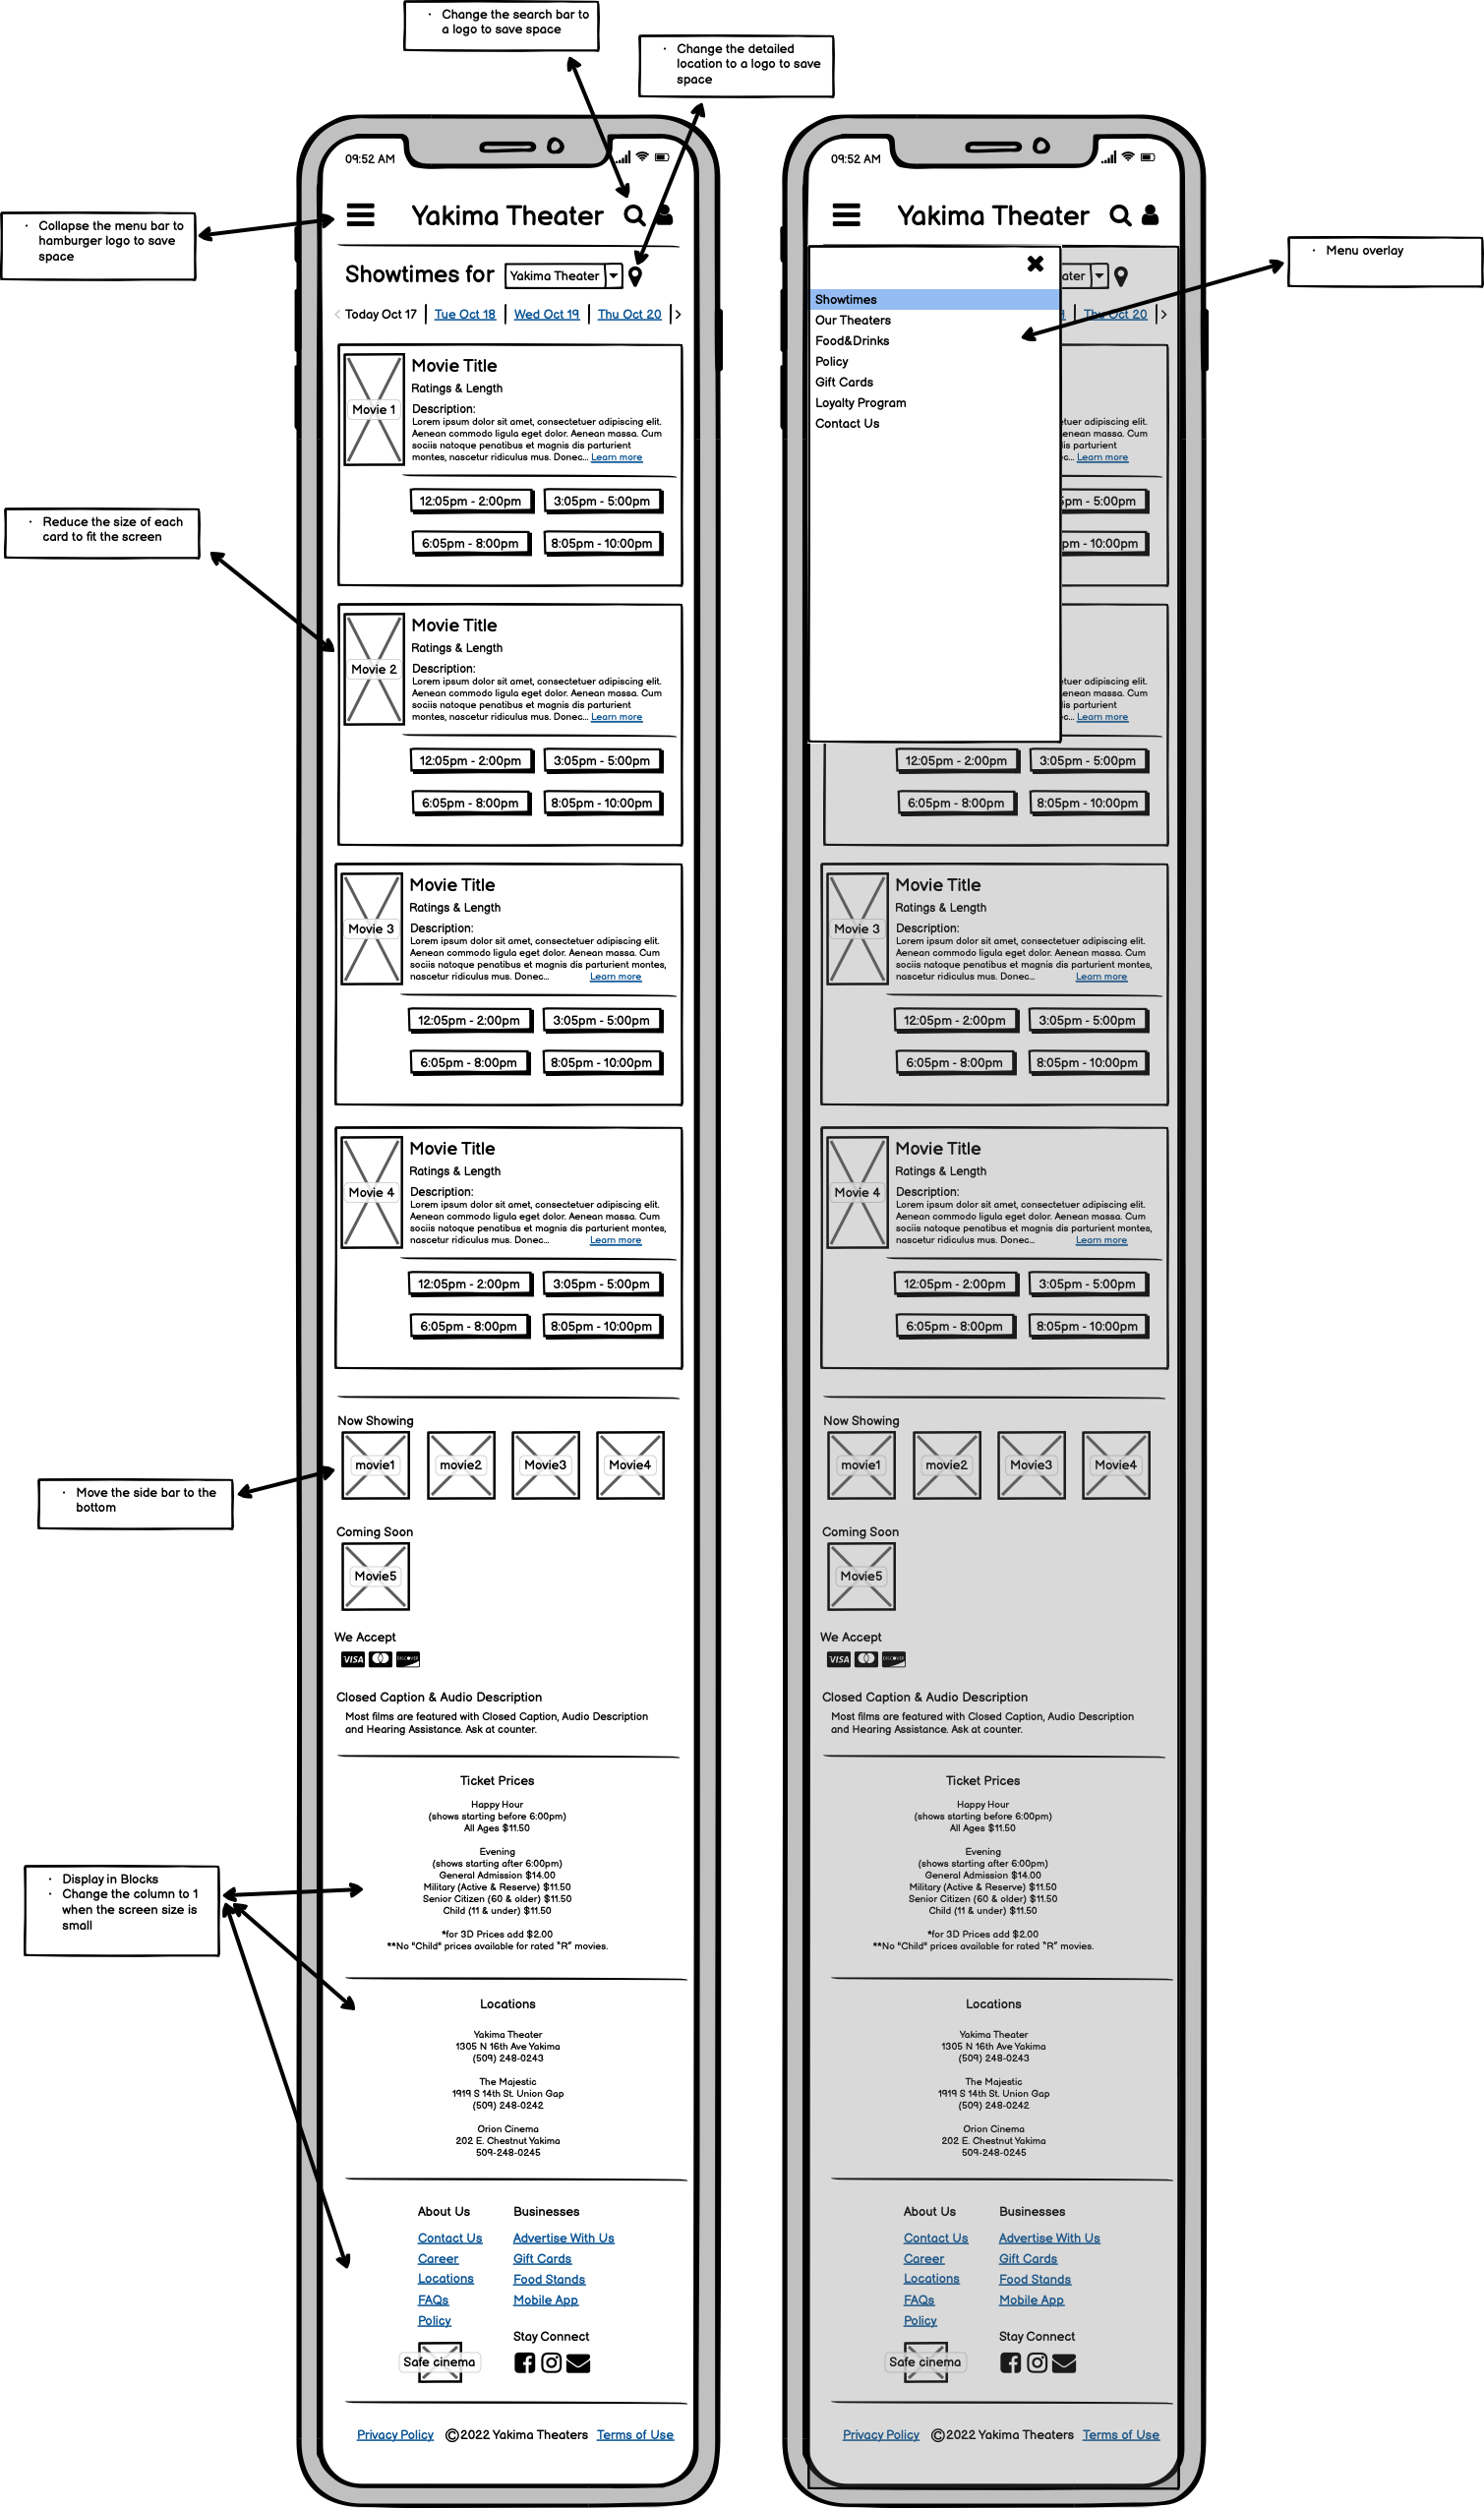 · Change the search bar to
a logo to save space
· Change the detailed
location to a logo to save
space
· Collapse the menu bar to
hamburger logo to save
space
· Reduce the size of each
card to fit the screen
· Move the side bar to the
bottom
· Display in Blocks
· Change the column to 1
when the screen size is
small
09:52 AM
Yakima Theater
Showtimes for Yakima Theater
Today Oct 17 Tue Oct 18 Wed Oct 19 Thu Oct 20
Movie 1
Movie Title
Ratings & Length
Description:
Lorem ipsum dolor sit amet, consectetuer adipiscing elit.
Aenean commodo ligula eget dolor. Aenean massa. Cum
sociis natoque penatibus et magnis dis parturient
montes, nascetur ridiculus mus. Donec... Learn more
12:05pm - 2:00pm 3:05pm - 5:00pm
6:05pm - 8:00pm 8:05pm - 10:00pm
Movie 2
Movie Title
Ratings & Length
Description:
Lorem ipsum dolor sit amet, consectetuer adipiscing elit.
Aenean commodo ligula eget dolor. Aenean massa. Cum
sociis natoque penatibus et magnis dis parturient
montes, nascetur ridiculus mus. Donec... Learn more
12:05pm - 2:00pm 3:05pm - 5:00pm
6:05pm - 8:00pm 8:05pm - 10:00pm
Movie 3
Movie Title
Ratings & Length
Description:
Lorem ipsum dolor sit amet, consectetuer adipiscing elit.
Aenean commodo ligula eget dolor. Aenean massa. Cum
sociis natoque penatibus et magnis dis parturient montes,
nascetur ridiculus mus. Donec... Learn more
12:05pm - 2:00pm 3:05pm - 5:00pm
6:05pm - 8:00pm 8:05pm - 10:00pm
Movie 4
Movie Title
Ratings & Length
Description:
Lorem ipsum dolor sit amet, consectetuer adipiscing elit.
Aenean commodo ligula eget dolor. Aenean massa. Cum
sociis natoque penatibus et magnis dis parturient montes,
nascetur ridiculus mus. Donec... Learn more
12:05pm - 2:00pm 3:05pm - 5:00pm
6:05pm - 8:00pm 8:05pm - 10:00pm
Now Showing
movie1 movie2 Movie3 Movie4
Coming Soon
Movie5
We Accept
VISA DISCOVER
Closed Caption & Audio Description
Most films are featured with Closed Caption, Audio Description
and Hearing Assistance. Ask at counter.
Ticket Prices
Happy Hour
(shows starting before 6:00pm)
All Ages $11.50
Evening
(shows starting after 6:00pm)
General Admission $14.00
Military (Active & Reserve) $11.50
Senior Citizen (60 & older) $11.50
Child (11 & under) $11.50
*for 3D Prices add $2.00
**No "Child" prices available for rated "R" movies.
Locations
Yakima Theater
1305 N 16th Ave Yakima
(509) 248-0243
The Majestic
1919 S 14th St. Union Gap
(509) 248-0242
Orion Cinema
202 E. Chestnut Yakima
509-248-0245
About Us
Contact Us
Career
Locations
FAQs
Policy
Safe cinema
Businesses
Advertise With Us
Gift Cards
Food Stands
Mobile App
Stay Connect
Privacy Policy ©2022 Yakima Theaters Terms of Use
09:52 AM
Yakima Theater
ater
Showtimes
Our Theaters
Food&Drinks
Policy
Gift Cards
Loyalty Program
Contact Us
· Menu overlay
Thu Oct 20
etuer adipiscing elit.
enean massa. Cum
dis parturient
ec... Learn more
5pm - 5:00pm
pm - 10:00pm
etuer adipiscing elit.
enean massa. Cum
dis parturient
ec... Learn more
12:05pm - 2:00pm 3:05pm - 5:00pm
6:05pm - 8:00pm 8:05pm - 10:00pm
Movie 3
Movie Title
Ratings & Length
Description:
Lorem ipsum dolor sit amet, consectetuer adipiscing elit.
Aenean commodo ligula eget dolor. Aenean massa. Cum
sociis natoque penatibus et magnis dis parturient montes,
nascetur ridiculus mus. Donec... Learn more
12:05pm - 2:00pm 3:05pm - 5:00pm
6:05pm - 8:00pm 8:05pm - 10:00pm
Movie 4
Movie Title
Ratings & Length
Description:
Lorem ipsum dolor sit amet, consectetuer adipiscing elit.
Aenean commodo ligula eget dolor. Aenean massa. Cum
sociis natoque penatibus et magnis dis parturient montes,
nascetur ridiculus mus. Donec... Learn more
12:05pm - 2:00pm 3:05pm - 5:00pm
6:05pm - 8:00pm 8:05pm - 10:00pm
Now Showing
movie1 movie2 Movie3 Movie4
Coming Soon
Movie5
We Accept
VISA DISCOVER
Closed Caption & Audio Description
Most films are featured with Closed Caption, Audio Description
and Hearing Assistance. Ask at counter.
Ticket Prices
Happy Hour
(shows starting before 6:00pm)
All Ages $11.50
Evening
(shows starting after 6:00pm)
General Admission $14.00
Military (Active & Reserve) $11.50
Senior Citizen (60 & older) $11.50
Child (11 & under) $11.50
*for 3D Prices add $2.00
**No "Child" prices available for rated "R" movies.
Locations
Yakima Theater
1305 N 16th Ave Yakima
(509) 248-0243
The Majestic
1919 S 14th St. Union Gap
(509) 248-0242
Orion Cinema
202 E. Chestnut Yakima
509-248-0245
About Us
Contact Us
Career
Locations
FAQs
Policy
Safe cinema
Businesses
Advertise With Us
Gift Cards
Food Stands
Mobile App
Stay Connect
Privacy Policy ©2022 Yakima Theaters Terms of Use